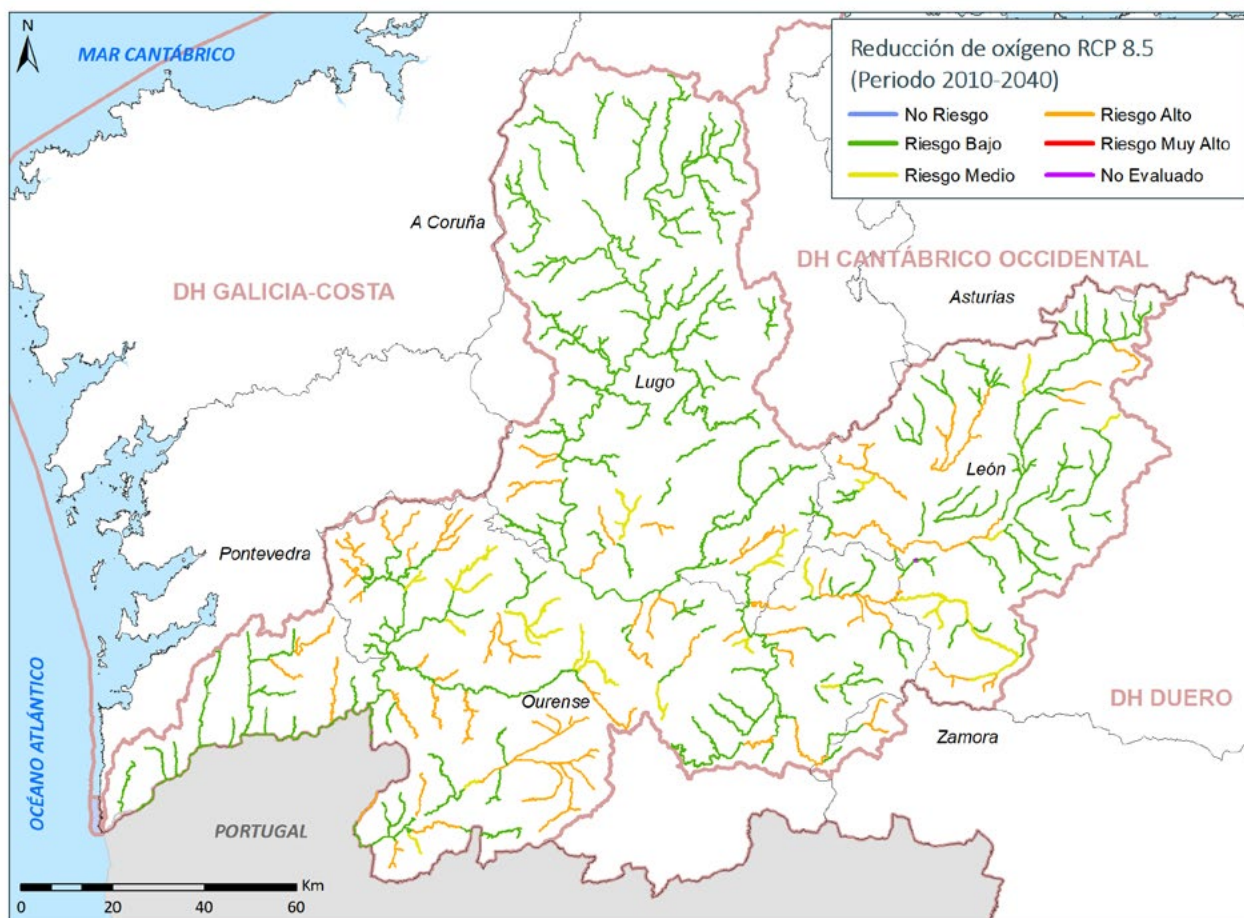 N
MAR CANTÁBRICO
Reducción de oxígeno RCP 8.5
(Periodo 2010-2040)
No Riesgo
Riesgo Alto
Riesgo Bajo
Riesgo Muy Alto
Riesgo Medio
No Evaluado
A Coruña
DH CANTÁBRICO OCCIDENTAL
DH GALICIA-COSTA
Asturias
Lugo
León
Pontevedra
Ourense
DH DUERO
Zamora
OCÉANO ATLÁNTICO
PORTUGAL
Km
0 20 40 60